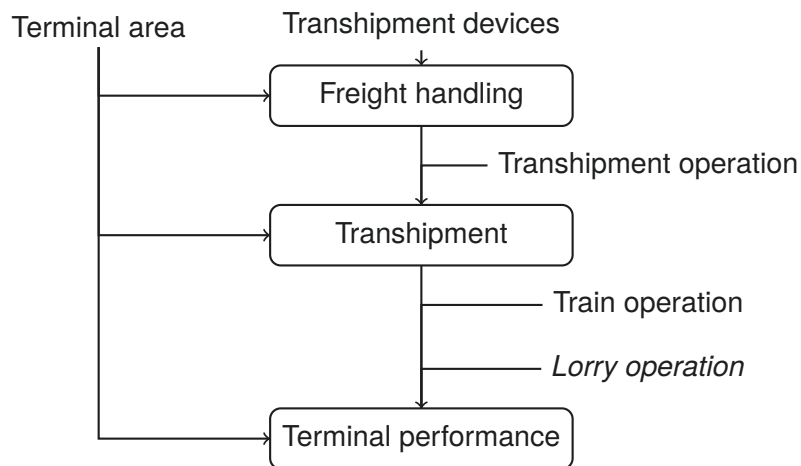 Terminal area
Transhipment devices
Freight handling
Transhipment operation
Transhipment
Train operation
Lorry operation
Terminal performance